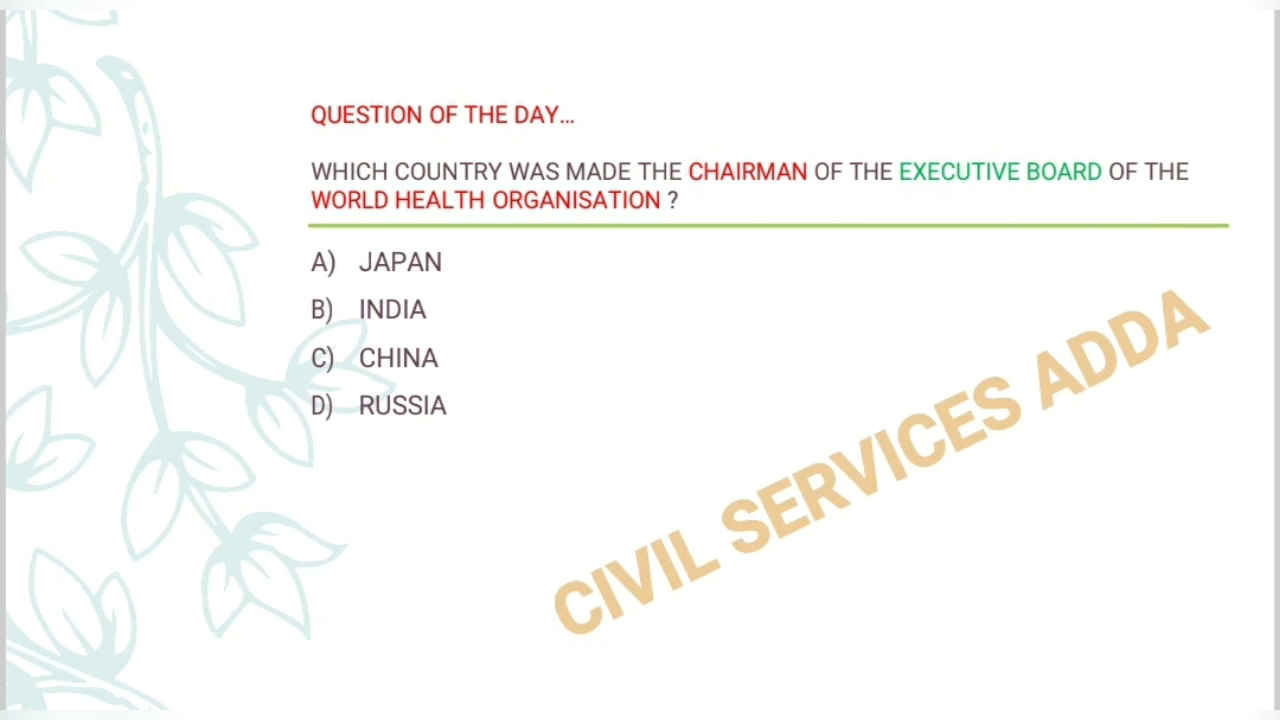 QUESTION OF THE DAY...
WHICH COUNTRY WAS MADE THE CHAIRMAN OF THE EXECUTIVE BOARD OF THE
WORLD HEALTH ORGANISATION ?
A) JAPAN
B) INDIA
C) CHINA
D) RUSSIA
CIVIL SERVICES ADDA